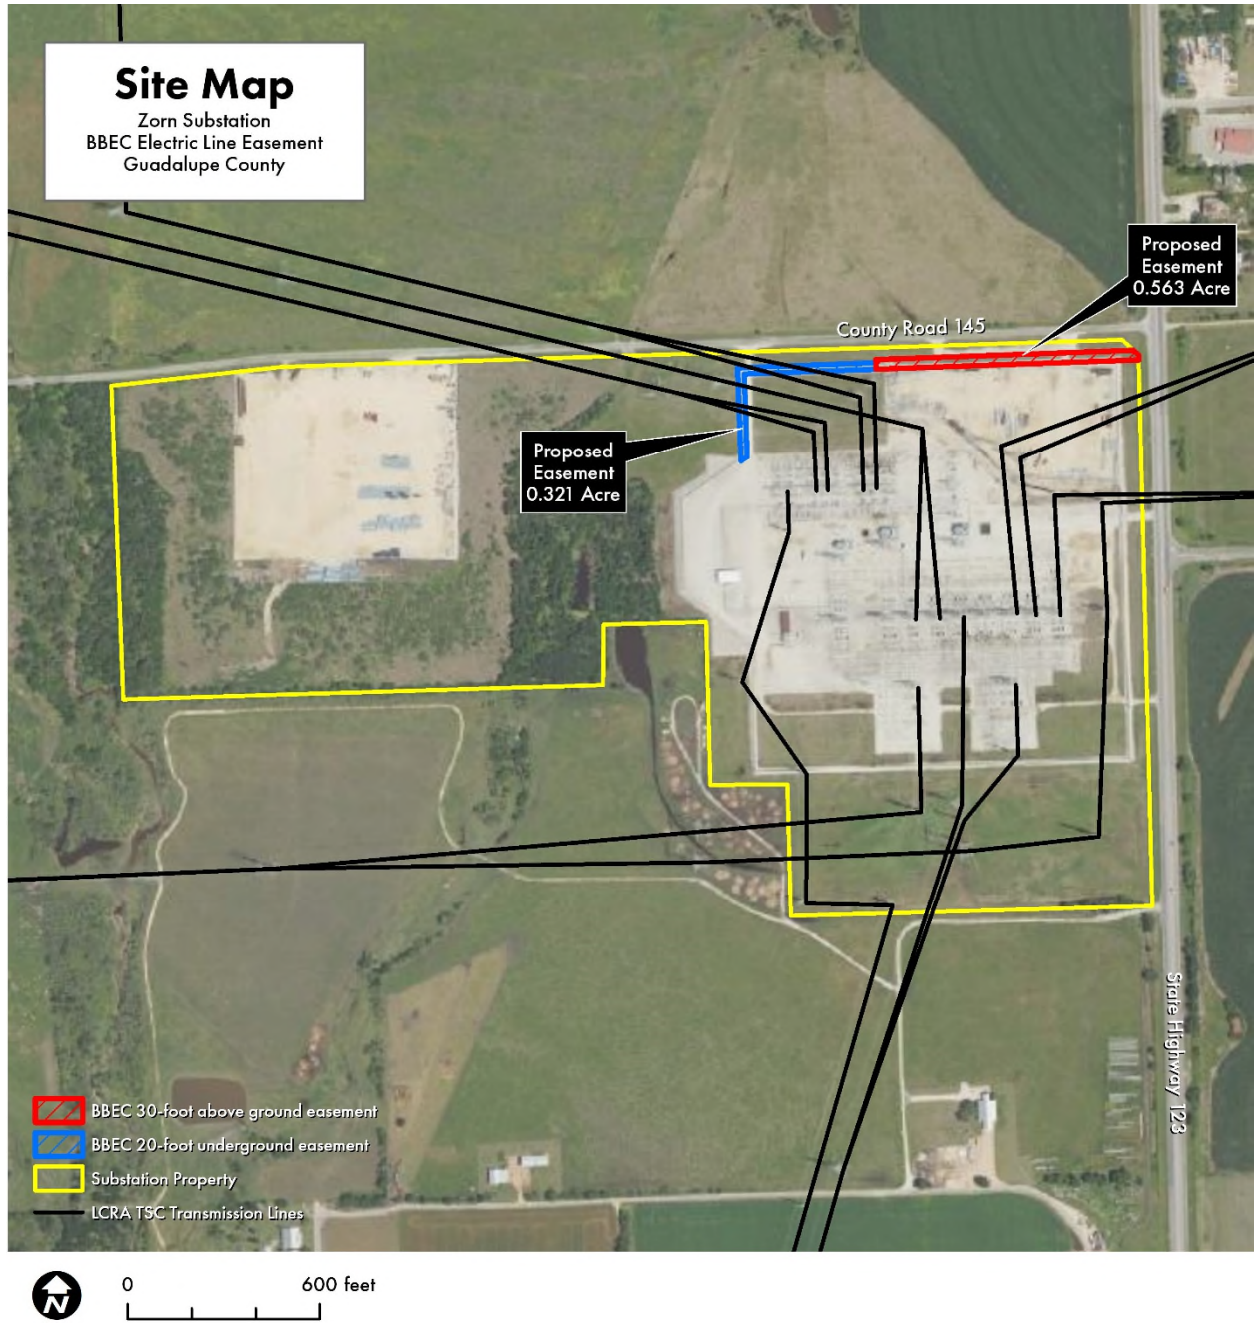 Site Map
Zorn Substation
BBEC Electric Line Easement
Guadalupe County
Proposed
Easement
0.563 Acre
County Road 145
Proposed
Easement
0.321 Acre
State Highway 123
BBEC 30-foot above ground easement
BBEC 20-foot underground easement
Substation Property
LCRA TSC Transmission Lines
N
0 600 feet